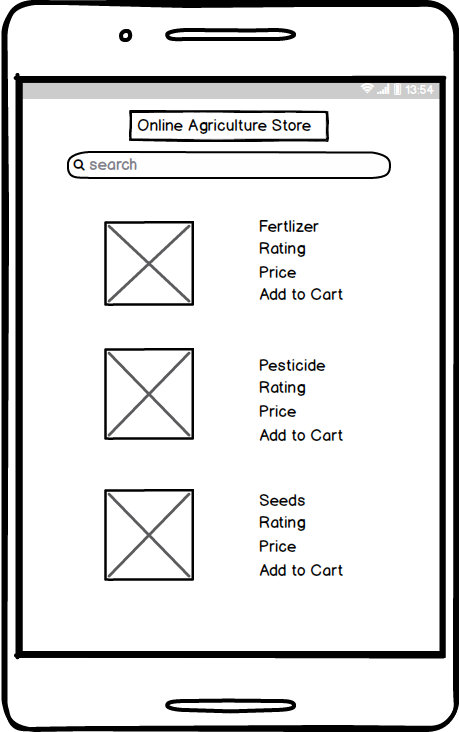 13:54
Online Agriculture Store
search
Fertlizer
Rating
Price
Add to Cart
Pesticide
Rating
Price
Add to Cart
Seeds
Rating
Price
Add to Cart